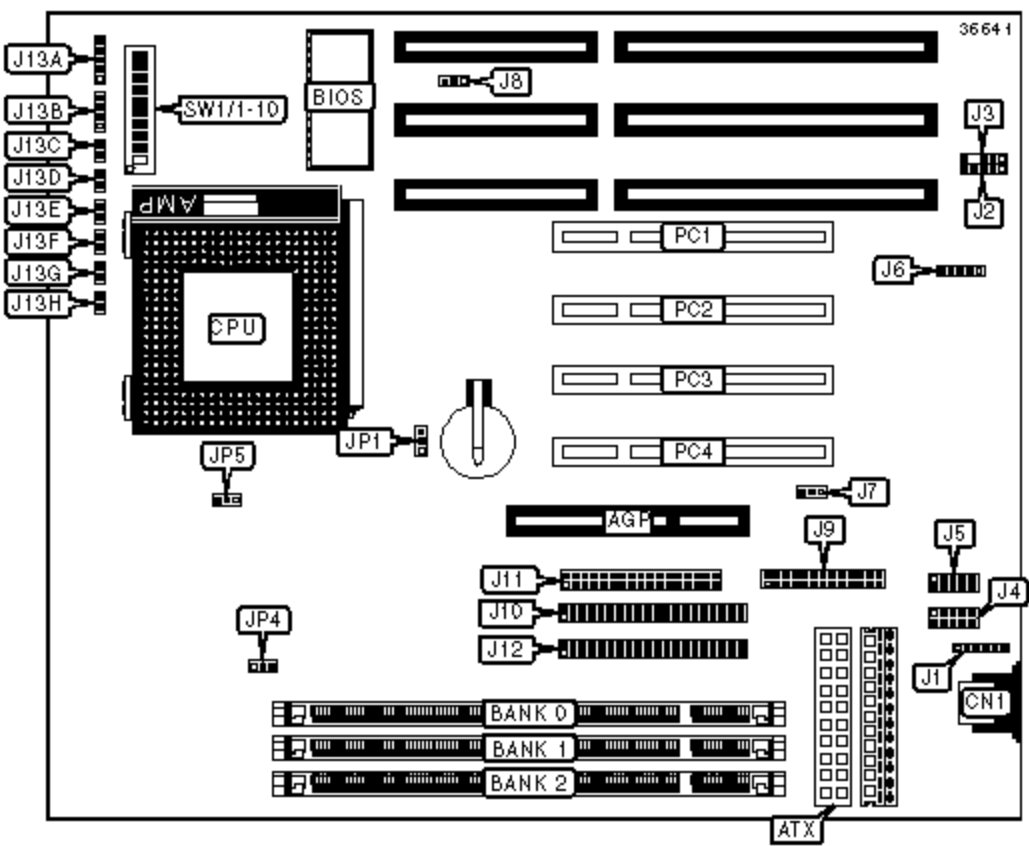 36641
J13A
J8
BIOS
SW1/1-10
J13B
J3
J13C
J13D
AMP
J13E
J2
PC1
J13F
J6
J13G
J13H
PC2
CPU
PC3
JP1
PC4
JP5
J7
AGP
J9
J5
J11
J4
J10
JP4
J12
J1
CN1
BANK 0
BANK 1
BANK 2
ATX